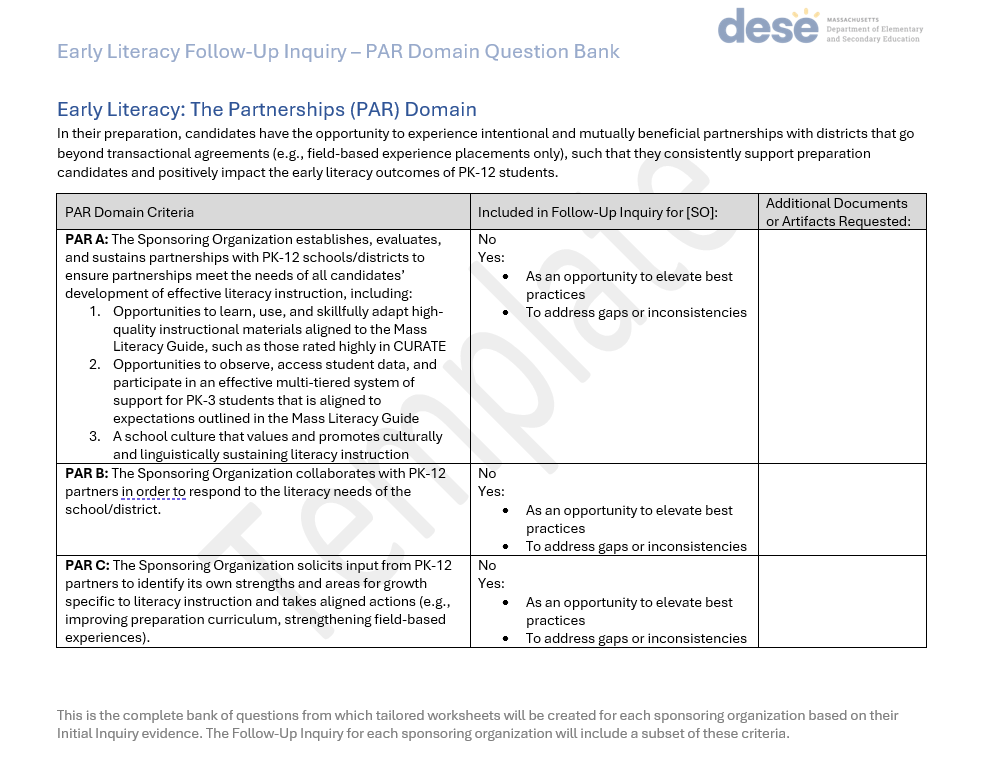 dese
MASSACHUSETTS
Department of Elementary
and Secondary Education
Early Literacy Follow-Up Inquiry – PAR Domain Question Bank
Early Literacy: The Partnerships (PAR) Domain
In their preparation, candidates have the opportunity to experience intentional and mutually beneficial partnerships with districts that go
beyond transactional agreements (e.g., field-based experience placements only), such that they consistently support preparation
candidates and positively impact the early literacy outcomes of PK-12 students.
PAR Domain Criteria
Included in Follow-Up Inquiry for [SO]:
Additional Documents
or Artifacts Requested:
PAR A: The Sponsoring Organization establishes, evaluates,
and sustains partnerships with PK-12 schools/districts to
ensure partnerships meet the needs of all candidates’
development of effective literacy instruction, including:
1. Opportunities to learn, use, and skillfully adapt high-
quality instructional materials aligned to the Mass
Literacy Guide, such as those rated highly in CURATE
2. Opportunities to observe, access student data, and
participate in an effective multi-tiered system of
support for PK-3 students that is aligned to
expectations outlined in the Mass Literacy Guide
3. A school culture that values and promotes culturally
and linguistically sustaining literacy instruction
No
Yes:
• As an opportunity to elevate best
practices
• To address gaps or inconsistencies
PAR B: The Sponsoring Organization collaborates with PK-12
partners in order to respond to the literacy needs of the
school/district.
No
Yes:
• As an opportunity to elevate best
practices
• To address gaps or inconsistencies
PAR C: The Sponsoring Organization solicits input from PK-12
partners to identify its own strengths and areas for growth
specific to literacy instruction and takes aligned actions (e.g.,
improving preparation curriculum, strengthening field-based
experiences).
No
Yes:
• As an opportunity to elevate best
practices
• To address gaps or inconsistencies
Template
This is the complete bank of questions from which tailored worksheets will be created for each sponsoring organization based on their
Initial Inquiry evidence. The Follow-Up Inquiry for each sponsoring organization will include a subset of these criteria.